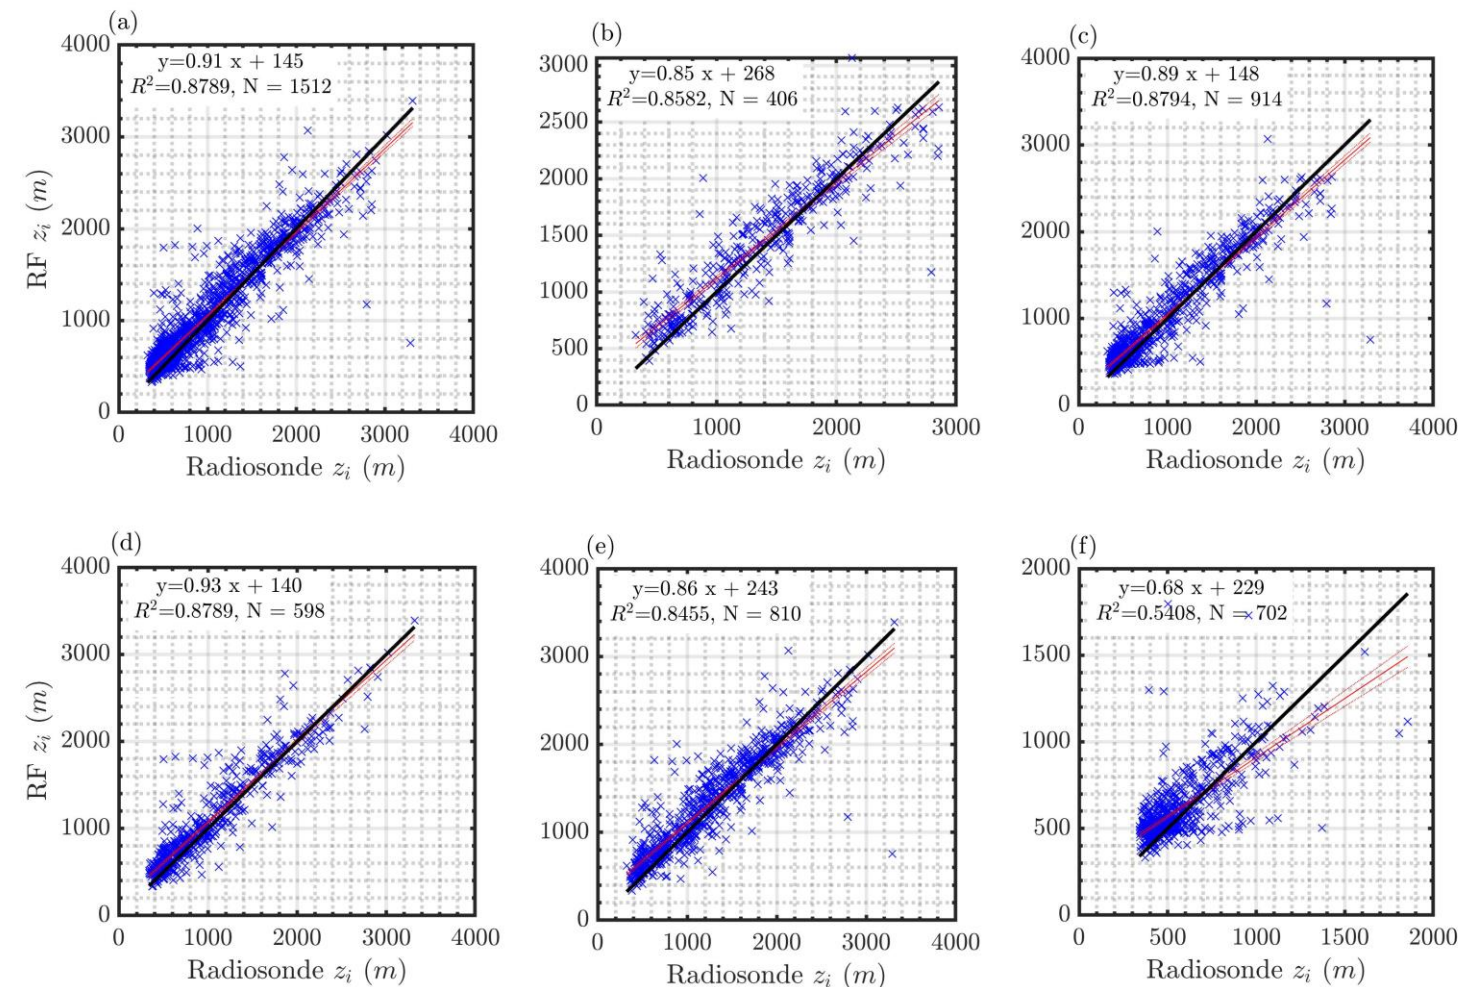 (a)
y=0.91 x + 145
R²=0.8789, N = 1512
4000
3000
2000
1000
0
0 1000 2000 3000 4000
RF z_i (m)
Radiosonde z_i (m)
(b)
y=0.85 x + 268
R²=0.8582, N = 406
3000
2500
2000
1500
1000
500
0
0 1000 2000 3000
Radiosonde z_i (m)
(c)
y=0.89 x + 148
R²=0.8794, N = 914
4000
3000
2000
1000
0
0 1000 2000 3000 4000
Radiosonde z_i (m)
(d)
y=0.93 x + 140
R²=0.8789, N = 598
4000
3000
2000
1000
0
0 1000 2000 3000 4000
RF z_i (m)
Radiosonde z_i (m)
(e)
y=0.86 x + 243
R²=0.8455, N = 810
4000
3000
2000
1000
0
0 1000 2000 3000 4000
Radiosonde z_i (m)
(f)
y=0.68 x + 229
R²=0.5408, N = 702
2000
1500
1000
500
0
0 500 1000 1500 2000
Radiosonde z_i (m)